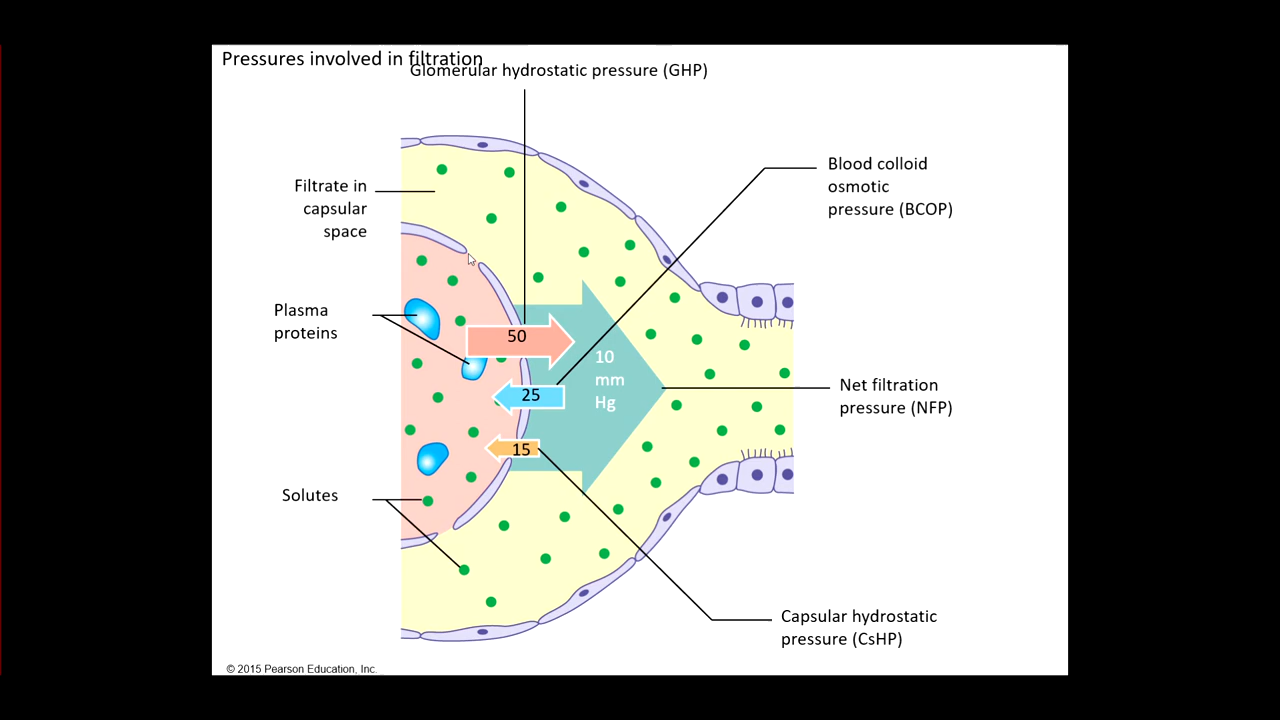 Pressures involved in filtration
Glomerular hydrostatic pressure (GHP)
Blood colloid
osmotic
pressure (BCOP)
Filtrate in
capsular
space
Plasma
proteins
50
10
mm
Hg
25
Net filtration
pressure (NFP)
15
Solutes
Capsular hydrostatic
pressure (CsHP)
© 2015 Pearson Education, Inc.